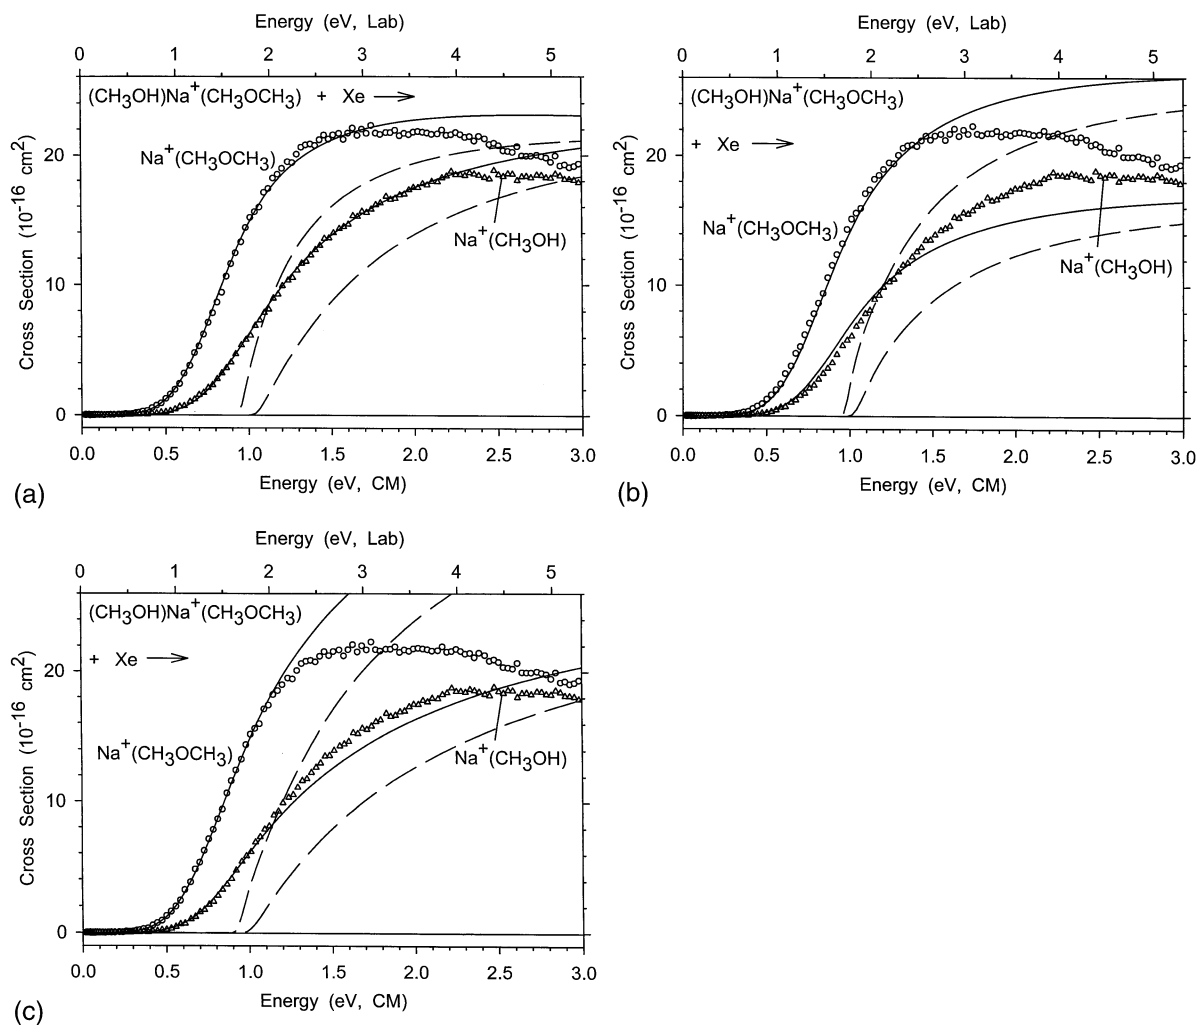 Energy (eV, Lab)
0 1 2 3 4 5
(CH3OH)Na+(CH3OCH3) + Xe →
Na+(CH3OCH3)
Na+(CH3OH)
Cross Section (10-16 cm2)
20
10
0
0.0 0.5 1.0 1.5 2.0 2.5 3.0
Energy (eV, CM)
(a)
Energy (eV, Lab)
0 1 2 3 4 5
(CH3OH)Na+(CH3OCH3)
+ Xe →
Na+(CH3OCH3)
Na+(CH3OH)
Cross Section (10-16 cm2)
20
10
0
0.0 0.5 1.0 1.5 2.0 2.5 3.0
Energy (eV, CM)
(b)
Energy (eV, Lab)
0 1 2 3 4 5
(CH3OH)Na+(CH3OCH3)
+ Xe →
Na+(CH3OCH3)
Na+(CH3OH)
Cross Section (10-16 cm2)
20
10
0
0.0 0.5 1.0 1.5 2.0 2.5 3.0
Energy (eV, CM)
(c)